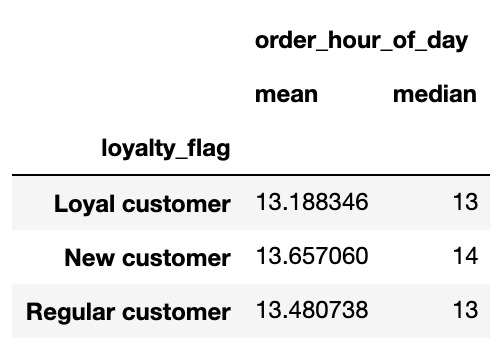 order_hour_of_day
mean median
loyalty_flag
Loyal customer 13.188346 13
New customer 13.657060 14
Regular customer 13.480738 13